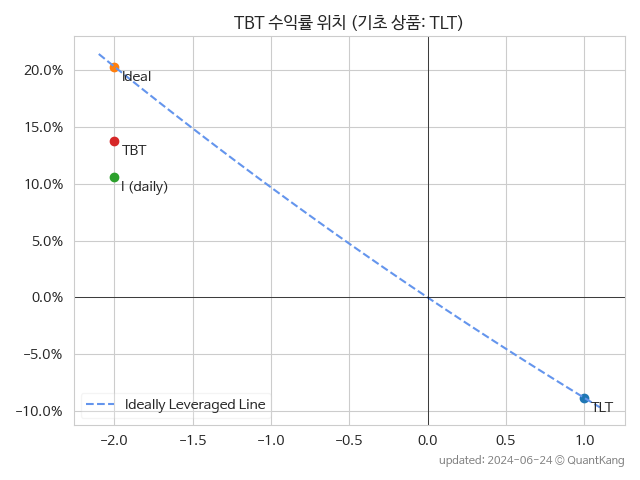 TBT 수익률 위치 (기초 상품: TLT)
20.0%
15.0%
10.0%
5.0%
0.0%
−5.0%
−10.0%
Ideal
TBT
I (daily)
TLT
Ideally Leveraged Line
−2.0 −1.5 −1.0 −0.5 0.0 0.5 1.0
updated: 2024-06-24 © QuantKang